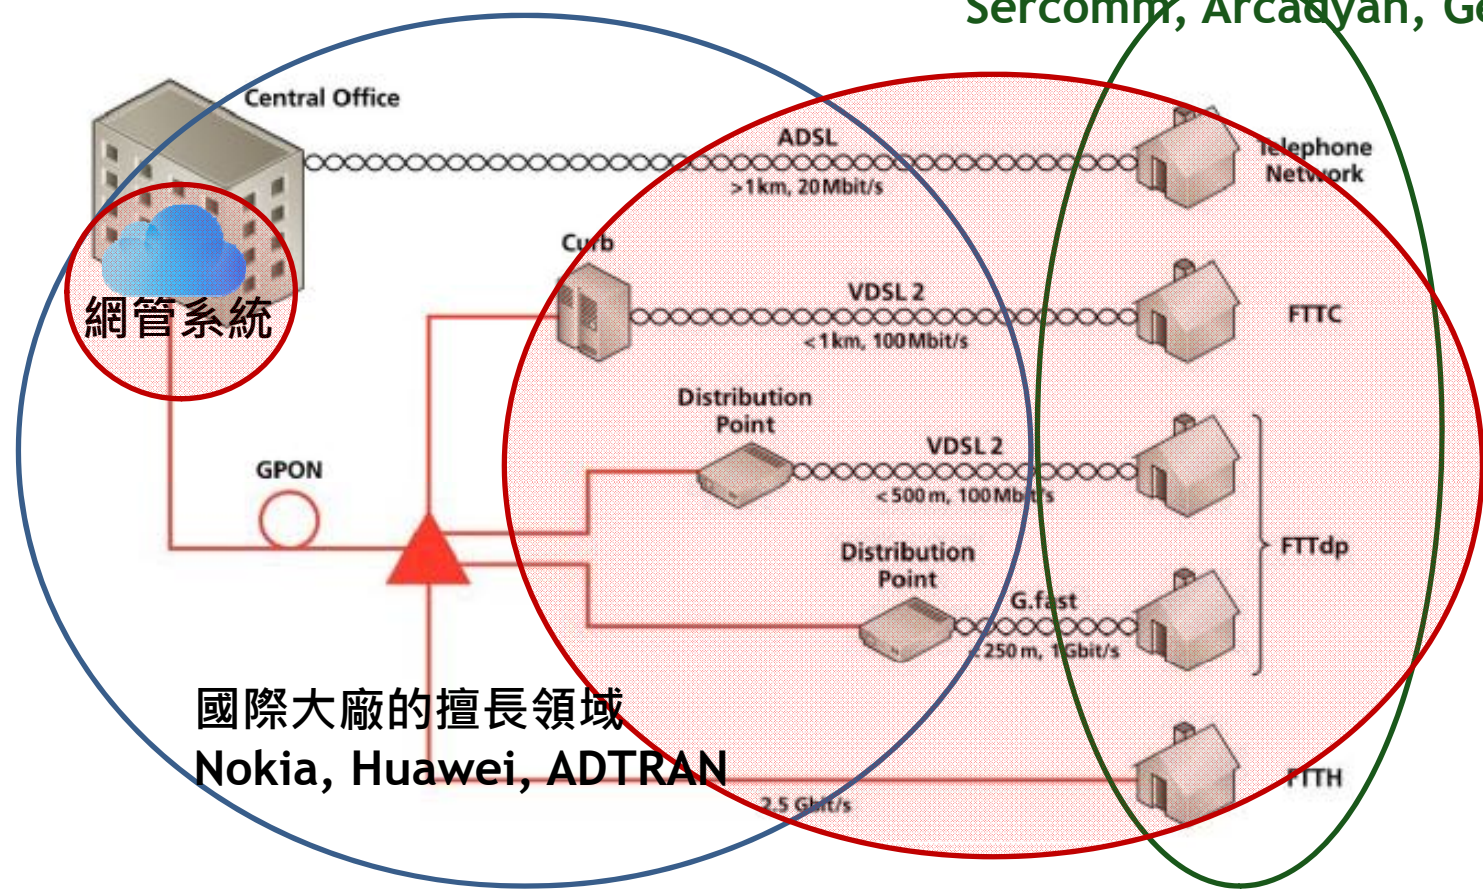 Sercomm, Arcadyan,
Central Office
ADSL
>1km, 20Mbit/s
Telephone
Network
Curb
VDSL 2
<1km, 100Mbit/s
FTTC
網管系統
Distribution
Point
VDSL 2
<500m, 100Mbit/s
GPON
FTTdp
Distribution
Point
G.fast
<250m, 1Gbit/s
國際大廠的擅長領域
Nokia, Huawei, ADTRAN
FTTH
2.5 Gbit/s